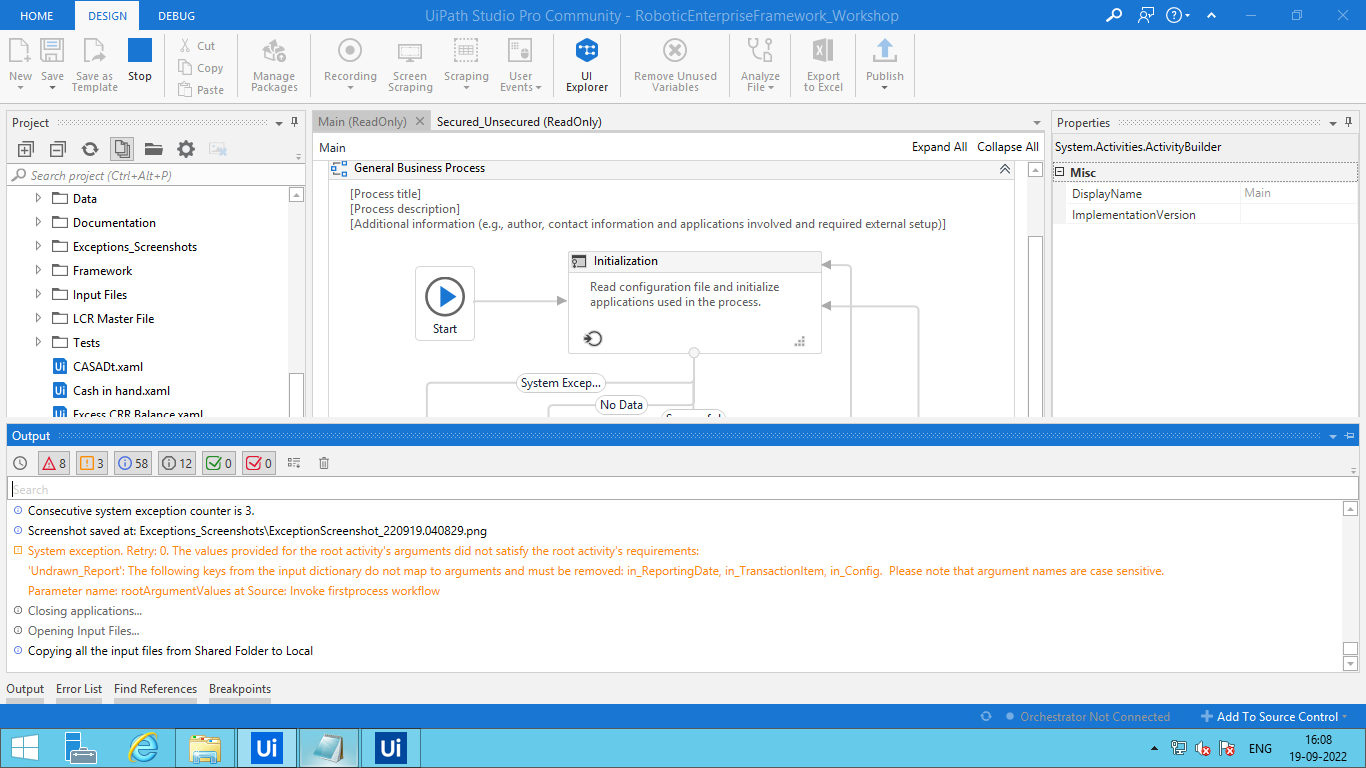 HOME DESIGN DEBUG UiPath Studio Pro Community - RoboticEnterpriseFramework_Workshop
New Save Save as Template Stop
Cut
Copy
Paste
Manage Packages
Recording
Screen Scraping
Scraping
User Events
UI Explorer
Remove Unused Variables
Analyze File
Export to Excel
Publish
Project
Search project (Ctrl+Alt+P)
Data
Documentation
Exceptions_Screenshots
Framework
Input Files
LCR Master File
Tests
CASADt.xaml
Cash in hand.xaml
Excess CRR Balance.xaml
Main (ReadOnly) Secured_Unsecured (ReadOnly)
Main Expand All Collapse All
General Business Process
[Process title]
[Process description]
[Additional information (e.g., author, contact information and applications involved and required external setup)]
Start
Initialization
Read configuration file and initialize
applications used in the process.
System Excep...
No Data
Properties
System.Activities.ActivityBuilder
Misc
DisplayName Main
ImplementationVersion
Output
8 3 58 12 0 0
Search
Consecutive system exception counter is 3.
Screenshot saved at: Exceptions_Screenshots\ExceptionScreenshot_220919.040829.png
System exception. Retry: 0. The values provided for the root activity's arguments did not satisfy the root activity's requirements:
'Undrawn_Report': The following keys from the input dictionary do not map to arguments and must be removed: in_ReportingDate, in_TransactionItem, in_Config.  Please note that argument names are case sensitive.
Parameter name: rootArgumentValues at Source: Invoke firstprocess workflow
Closing applications...
Opening Input Files...
Copying all the input files from Shared Folder to Local
Output Error List Find References Breakpoints
Orchestrator Not Connected Add To Source Control
Ui Ui ENG 16:08
19-09-2022